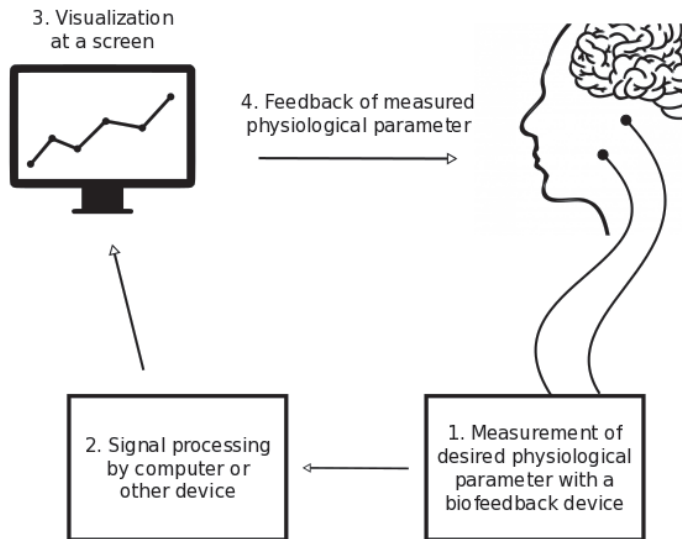 3. Visualization
at a screen
4. Feedback of measured
physiological parameter
2. Signal processing
by computer or
other device
1. Measurement of
desired physiological
parameter with a
biofeedback device